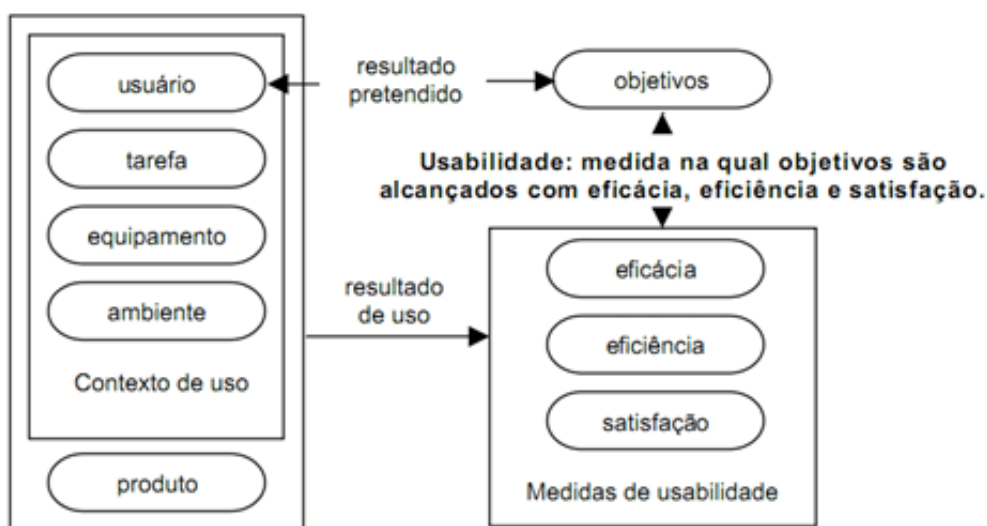 usuário
tarefa
equipamento
ambiente
Contexto de uso
produto
resultado
pretendido
objetivos
Usabilidade: medida na qual objetivos são
alcançados com eficácia, eficiência e satisfação.
resultado
de uso
eficácia
eficiência
satisfação
Medidas de usabilidade